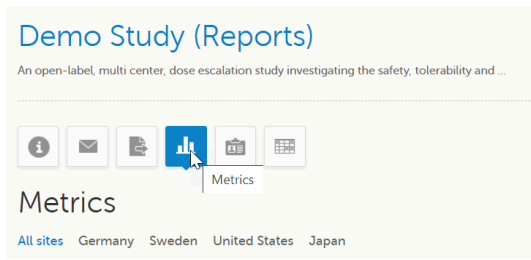 Demo Study (Reports)
An open-label, multi center, dose escalation study investigating the safety, tolerability and ...
Metrics
Metrics
All sites Germany Sweden United States Japan